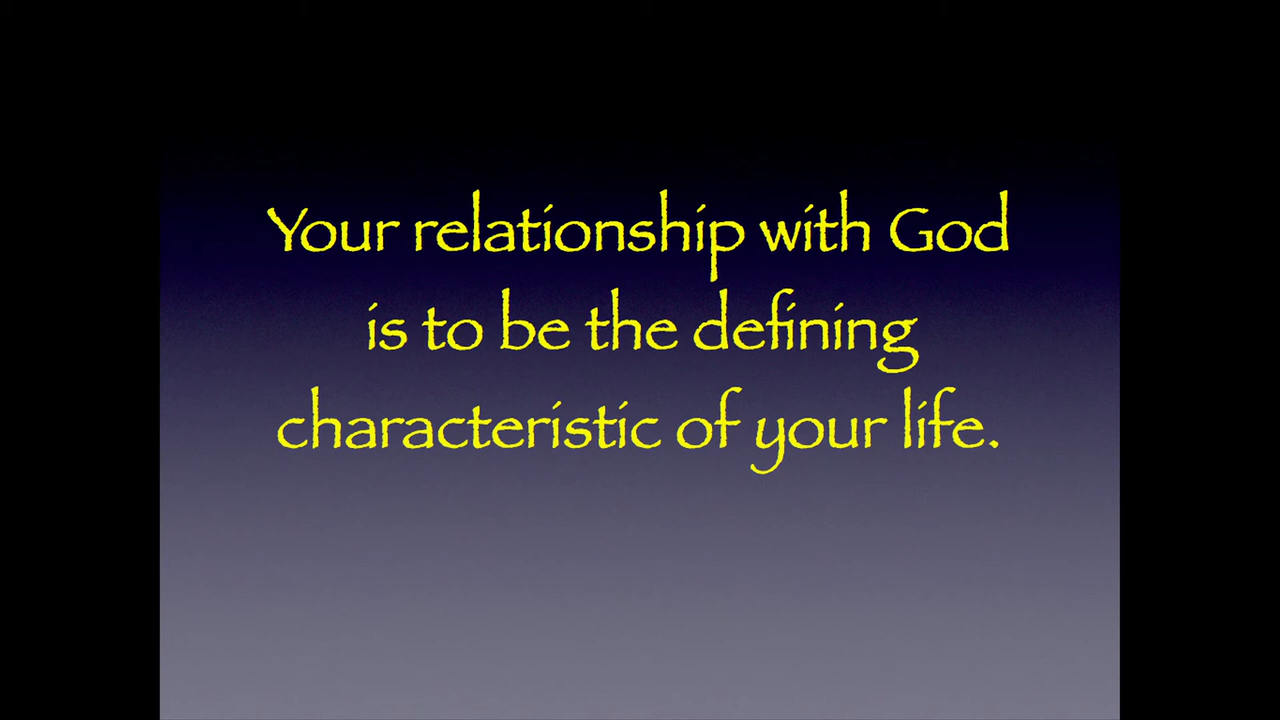 Your relationship with God
is to be the defining
characteristic of your life.